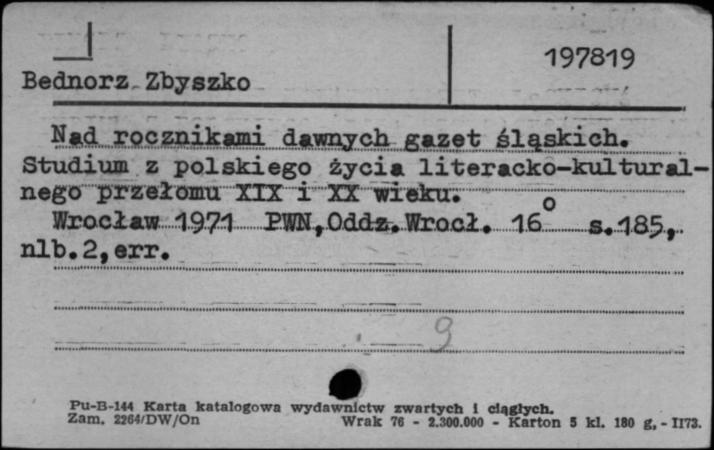 197819
Bednorz Zbyszko
Nad rocznikami dawnych gazet śląskich.
Studium z polskiego życia literacko-kultural-
nego przełomu XIX i XX wieku.
Wrocław 1971 PWN,Oddz.Wrocł. 16° s.185,
nlb.2,err.
9
Pu-B-144 Karta katalogowa wydawnictw zwartych i ciągłych.
Zam. 2264/DW/On Wrak 76 - 2.300.000 - Karton 5 kl. 180 g, - II73.